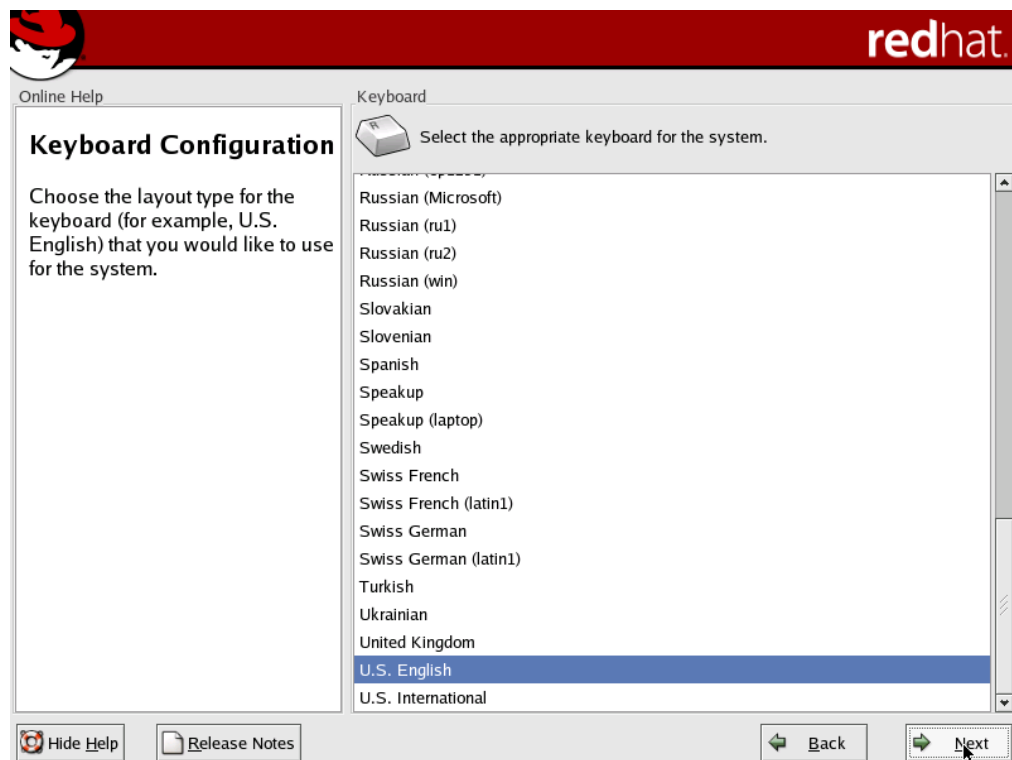 redhat.
Online Help
Keyboard Configuration
Choose the layout type for the
keyboard (for example, U.S.
English) that you would like to use
for the system.
Keyboard
R
Select the appropriate keyboard for the system.
Russian (Microsoft)
Russian (ru1)
Russian (ru2)
Russian (win)
Slovakian
Slovenian
Spanish
Speakup
Speakup (laptop)
Swedish
Swiss French
Swiss French (latin1)
Swiss German
Swiss German (latin1)
Turkish
Ukrainian
United Kingdom
U.S. English
U.S. International
Hide Help
Release Notes
Back
Next